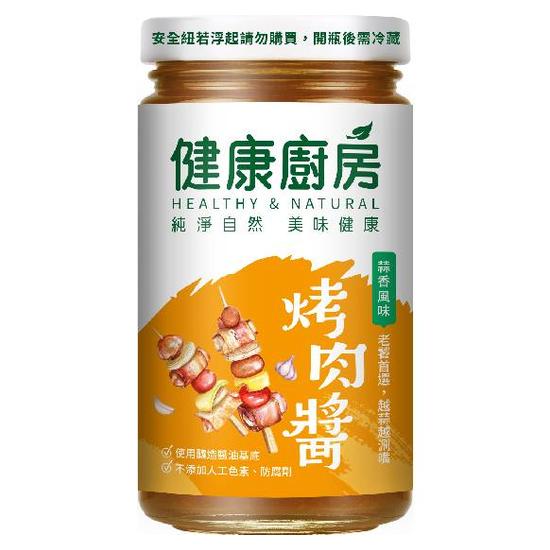 安全鈕若浮起請勿購買，開瓶後需冷藏
健康廚房
HEALTHY & NATURAL
純淨自然 美味健康
蒜香風味
老饕首選，越蒜越涮嘴
烤肉醬
使用釀造醬油基底
不添加人工色素、防腐劑